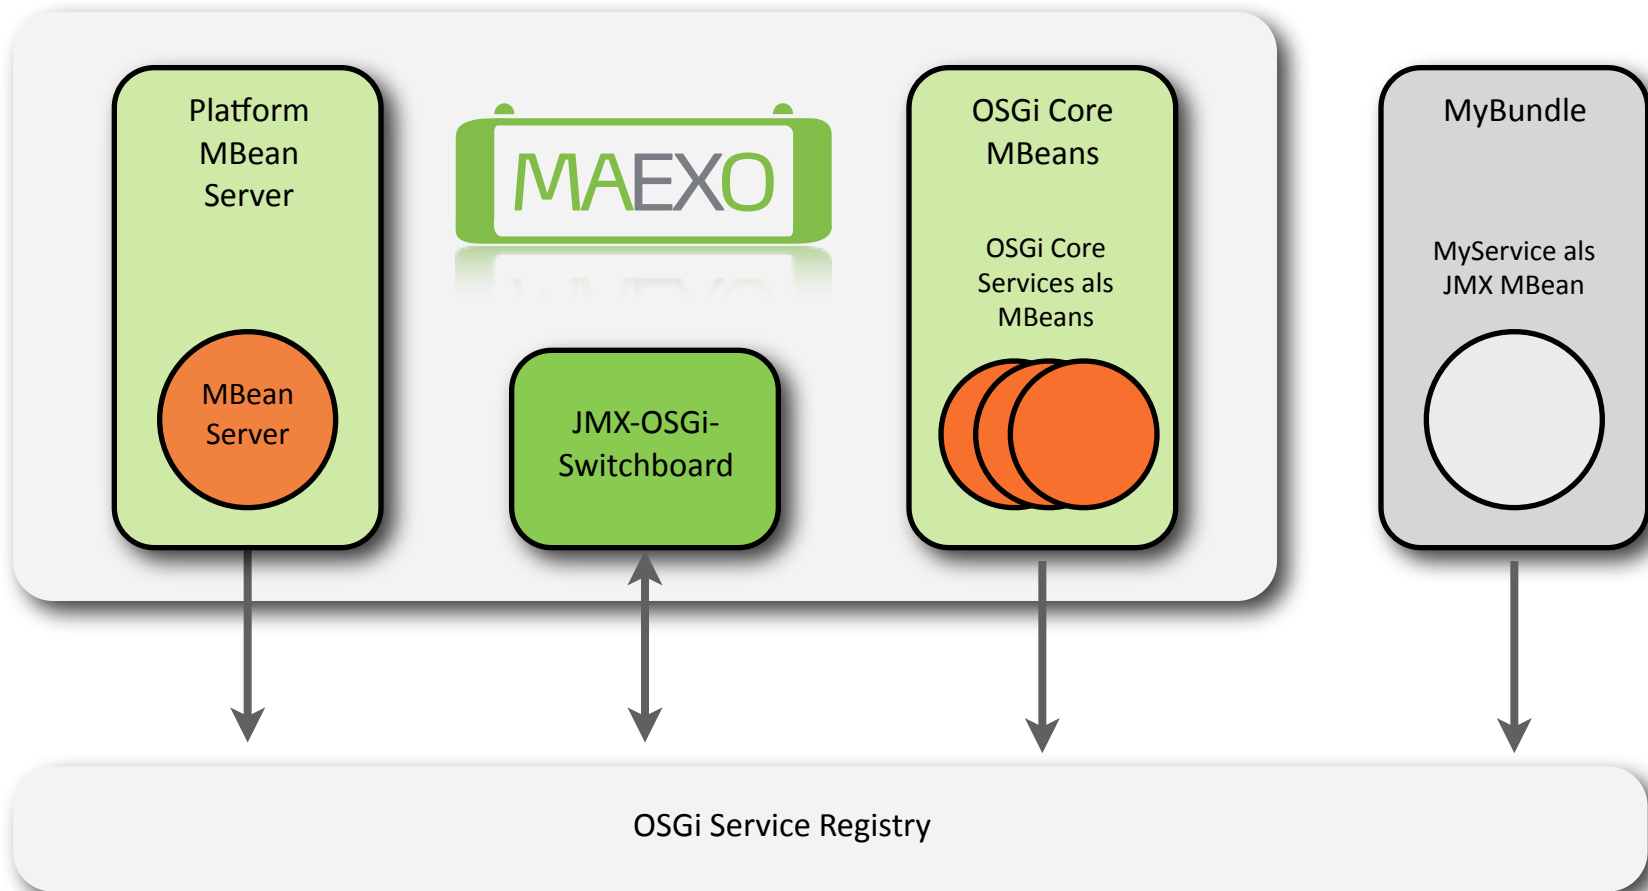 Platform
MBean
Server
MBean
Server
MAEXO
JMX-OSGi-
Switchboard
OSGi Core
MBeans
OSGi Core
Services als
MBeans
MyBundle
MyService als
JMX MBean
OSGi Service Registry